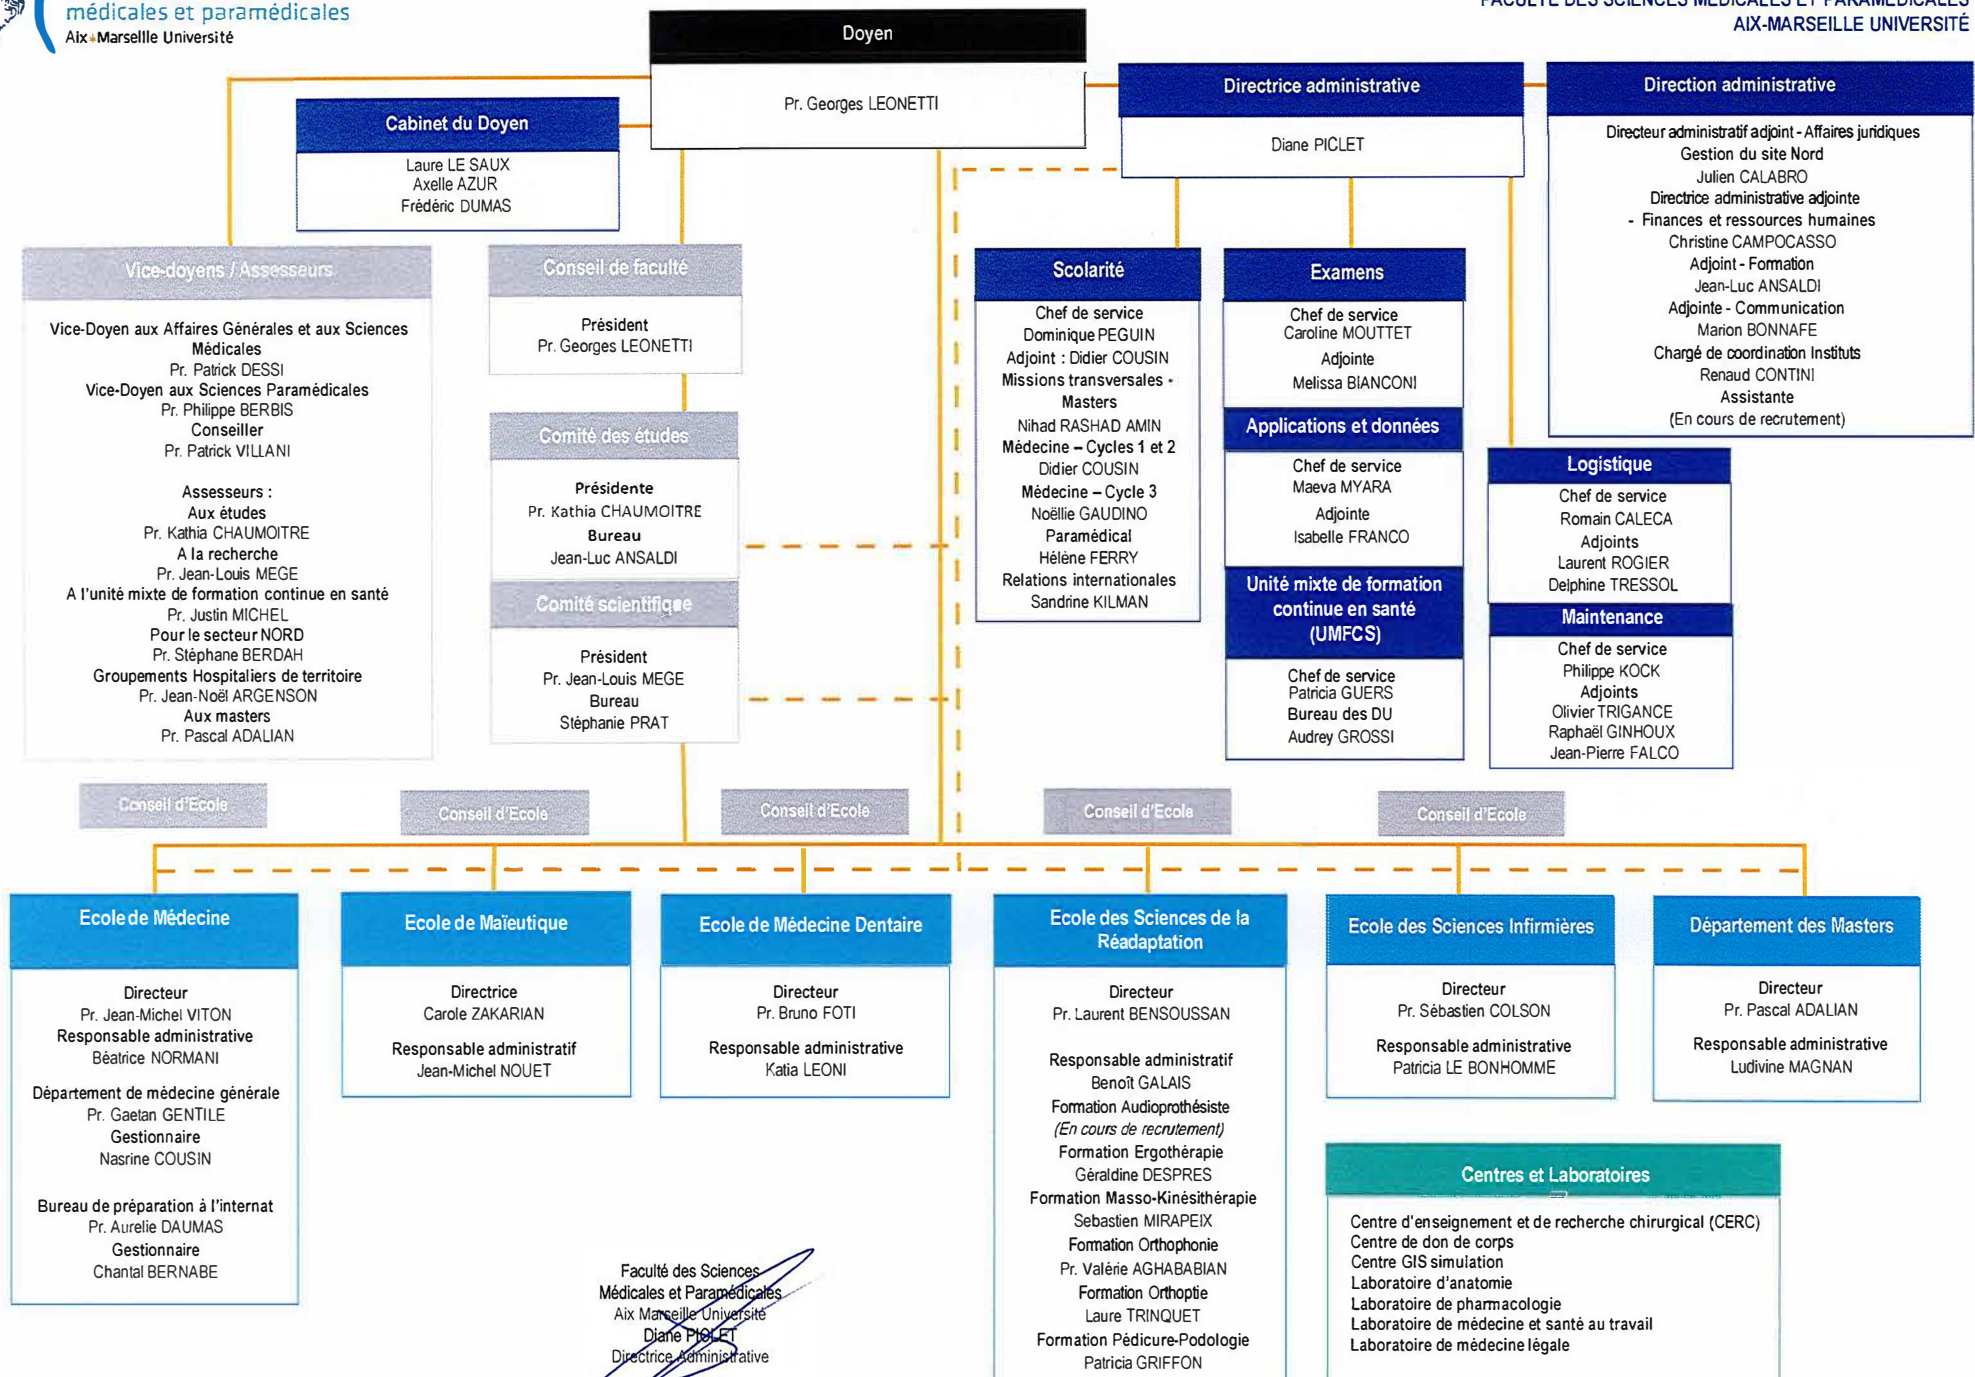 médicales et paramédicales
Aix✶Marseille Université
FACULTÉ DES SCIENCES MÉDICALES ET PARAMÉDICALES
AIX-MARSEILLE UNIVERSITÉ
Doyen
Pr. Georges LEONETTI
Cabinet du Doyen
Laure LE SAUX
Axelle AZUR
Frédéric DUMAS
Directrice administrative
Diane PICLET
Direction administrative
Directeur administratif adjoint - Affaires juridiques
Gestion du site Nord
Julien CALABRO
Directrice administrative adjointe
- Finances et ressources humaines
Christine CAMPOCASSO
Adjoint - Formation
Jean-Luc ANSALDI
Adjointe - Communication
Marion BONNAFE
Chargé de coordination Instituts
Renaud CONTINI
Assistante
(En cours de recrutement)
Vice-doyens / Assesseurs
Vice-Doyen aux Affaires Générales et aux Sciences
Médicales
Pr. Patrick DESSI
Vice-Doyen aux Sciences Paramédicales
Pr. Philippe BERBIS
Conseiller
Pr. Patrick VILLANI
Assesseurs :
Aux études
Pr. Kathia CHAUMOITRE
A la recherche
Pr. Jean-Louis MEGE
A l'unité mixte de formation continue en santé
Pr. Justin MICHEL
Pour le secteur NORD
Pr. Stéphane BERDAH
Groupements Hospitaliers de territoire
Pr. Jean-Noël ARGENSON
Aux masters
Pr. Pascal ADALIAN
Conseil de faculté
Président
Pr. Georges LEONETTI
Comité des études
Présidente
Pr. Kathia CHAUMOITRE
Bureau
Jean-Luc ANSALDI
Comité scientifique
Président
Pr. Jean-Louis MEGE
Bureau
Stéphanie PRAT
Scolarité
Chef de service
Dominique PEGUIN
Adjoint : Didier COUSIN
Missions transversales -
Masters
Nihad RASHAD AMIN
Médecine – Cycles 1 et 2
Didier COUSIN
Médecine – Cycle 3
Noëllie GAUDINO
Paramédical
Hélène FERRY
Relations internationales
Sandrine KILMAN
Examens
Chef de service
Caroline MOUTTET
Adjointe
Melissa BIANCONI
Applications et données
Chef de service
Maeva MYARA
Adjointe
Isabelle FRANCO
Unité mixte de formation
continue en santé
(UMFCS)
Chef de service
Patricia GUERS
Bureau des DU
Audrey GROSSI
Logistique
Chef de service
Romain CALECA
Adjoints
Laurent ROGIER
Delphine TRESSOL
Maintenance
Chef de service
Philippe KOCK
Adjoints
Olivier TRIGANCE
Raphaël GINHOUX
Jean-Pierre FALCO
Conseil d'Ecole
Conseil d'Ecole
Conseil d'Ecole
Conseil d'Ecole
Conseil d'Ecole
Ecole de Médecine
Directeur
Pr. Jean-Michel VITON
Responsable administrative
Béatrice NORMANI
Département de médecine générale
Pr. Gaetan GENTILE
Gestionnaire
Nasrine COUSIN
Bureau de préparation à l'internat
Pr. Aurelie DAUMAS
Gestionnaire
Chantal BERNABE
Ecole de Maïeutique
Directrice
Carole ZAKARIAN
Responsable administratif
Jean-Michel NOUET
Ecole de Médecine Dentaire
Directeur
Pr. Bruno FOTI
Responsable administrative
Katia LEONI
Ecole des Sciences de la
Réadaptation
Directeur
Pr. Laurent BENSOUSSAN
Responsable administratif
Benoît GALAIS
Formation Audioprothésiste
(En cours de recrutement)
Formation Ergothérapie
Géraldine DESPRES
Formation Masso-Kinésithérapie
Sebastien MIRAPEIX
Formation Orthophonie
Pr. Valérie AGHABABIAN
Formation Orthoptie
Laure TRINQUET
Formation Pédicure-Podologie
Patricia GRIFFON
Ecole des Sciences Infirmières
Directeur
Pr. Sébastien COLSON
Responsable administrative
Patricia LE BONHOMME
Département des Masters
Directeur
Pr. Pascal ADALIAN
Responsable administrative
Ludivine MAGNAN
Centres et Laboratoires
Centre d'enseignement et de recherche chirurgical (CERC)
Centre de don de corps
Centre GIS simulation
Laboratoire d'anatomie
Laboratoire de pharmacologie
Laboratoire de médecine et santé au travail
Laboratoire de médecine légale
Faculté des Sciences
Médicales et Paramédicales
Aix Marseille Université
Diane PICLET
Directrice Administrative